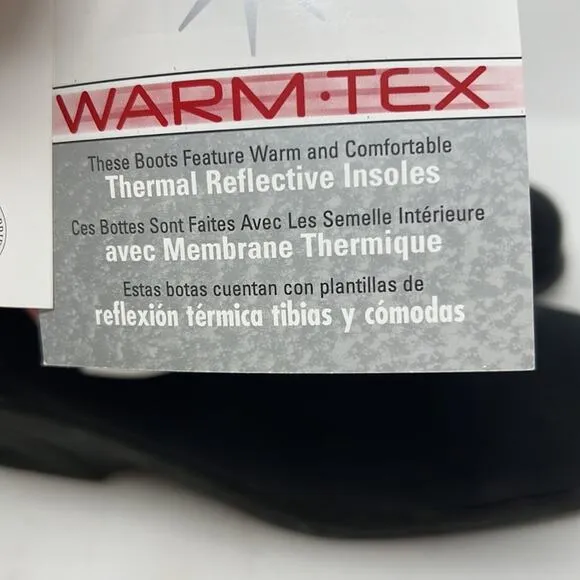 WARM·TEX
These Boots Feature Warm and Comfortable
Thermal Reflective Insoles
Ces Bottes Sont Faites Avec Les Semelle Intérieure
avec Membrane Thermique
Estas botas cuentan con plantillas de
reflexión térmica tibias y cómodas